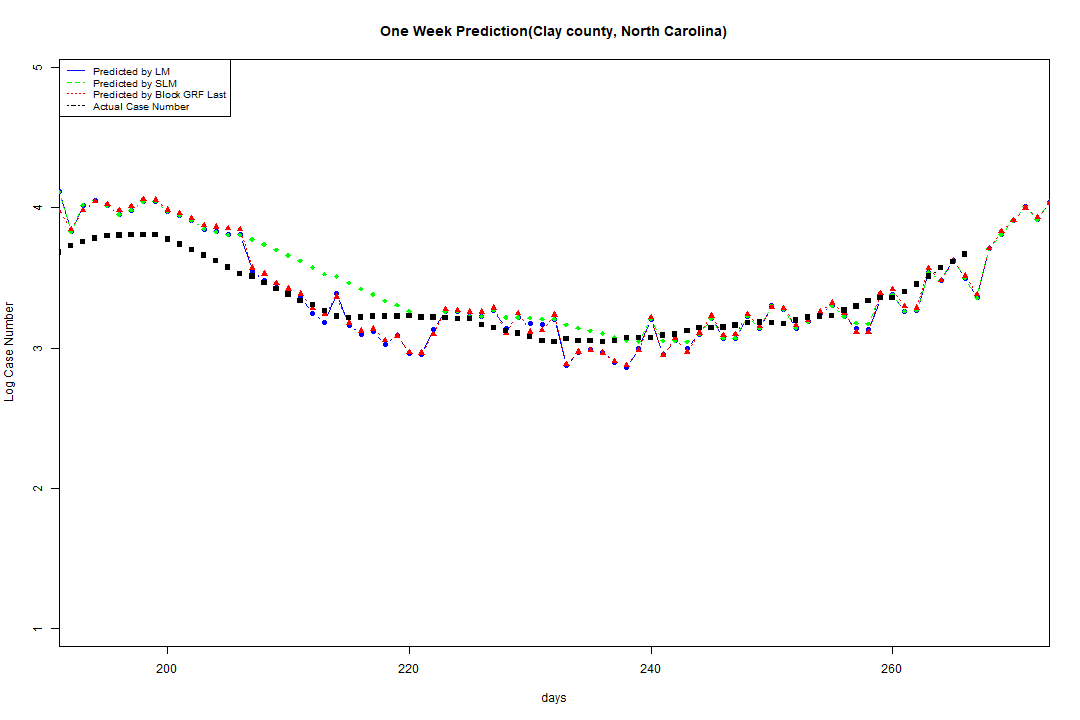 One Week Prediction(Clay county, North Carolina)
5
Predicted by LM
Predicted by SLM
Predicted by Block GRF Last
Actual Case Number
4
3
2
1
Log Case Number
200 220 240 260
days